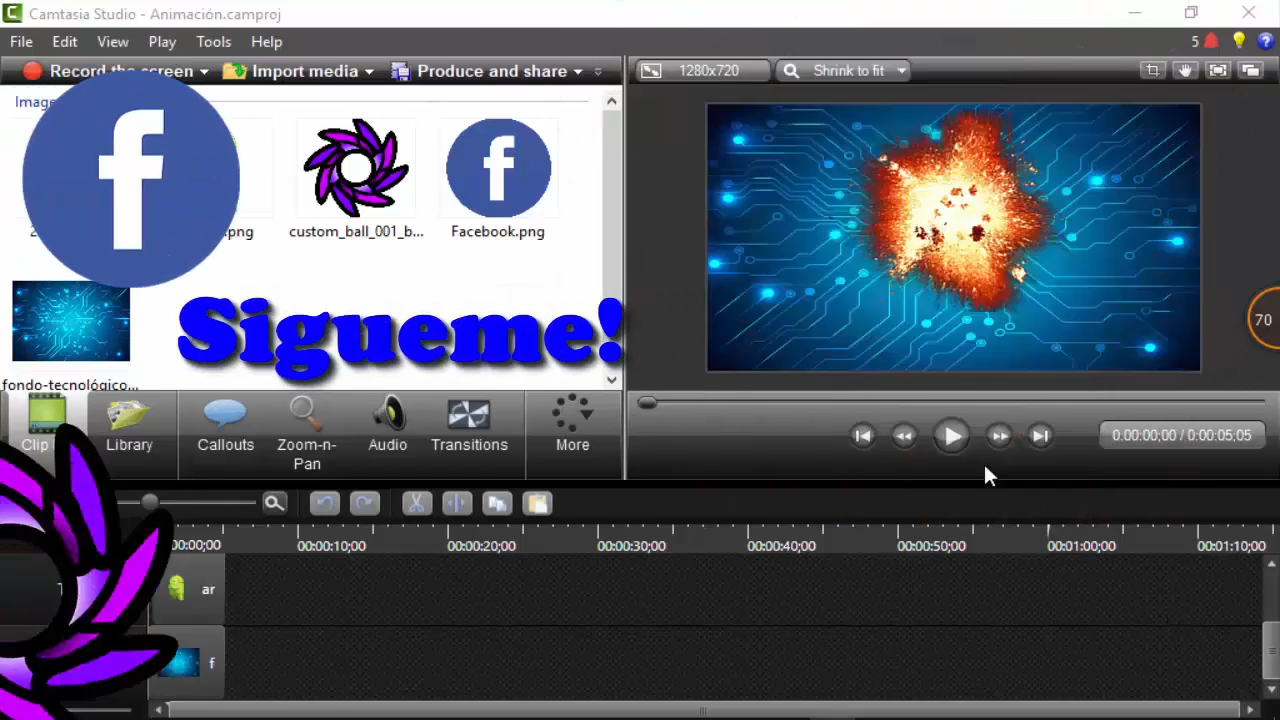 Camtasia Studio - Animación.camproj
File Edit View Play Tools Help
5
Record the screen Import media Produce and share
1280x720 Shrink to fit
Image
f
f
2 .png custom_ball_001_b... Facebook.png
70
Sigueme!
fondo-tecnológico...
Clip Library Callouts Zoom-n-Pan Audio Transitions More
0:00:00;00 / 0:00:05;05
00:00;00 00:00:10;00 00:00:20;00 00:00:30;00 00:00:40;00 00:00:50;00 00:01:00;00 00:01:10;00
ar
f